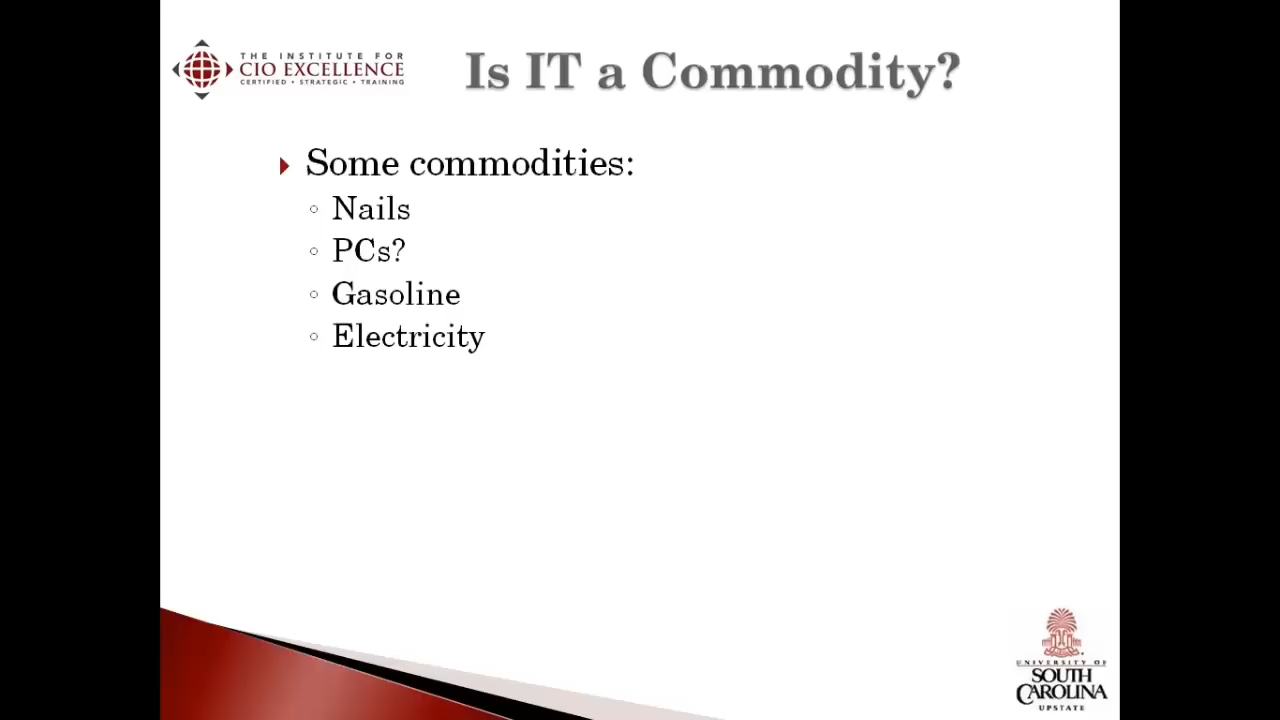 THE INSTITUTE FOR
CIO EXCELLENCE
CERTIFIED • STRATEGIC • TRAINING
Is IT a Commodity?
Some commodities:
Nails
PCs?
Gasoline
Electricity
UNIVERSITY OF
SOUTH
CAROLINA
UPSTATE